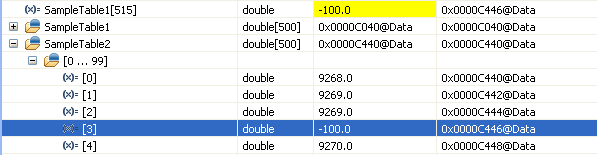 (x)= SampleTable1[515] double -100.0 0x0000C446@Data
SampleTable1 double[500] 0x0000C040@Data 0x0000C040@Data
SampleTable2 double[500] 0x0000C440@Data 0x0000C440@Data
[0 ... 99]
(x)= [0] double 9268.0 0x0000C440@Data
(x)= [1] double 9269.0 0x0000C442@Data
(x)= [2] double 9269.0 0x0000C444@Data
(x)= [3] double -100.0 0x0000C446@Data
(x)= [4] double 9270.0 0x0000C448@Data